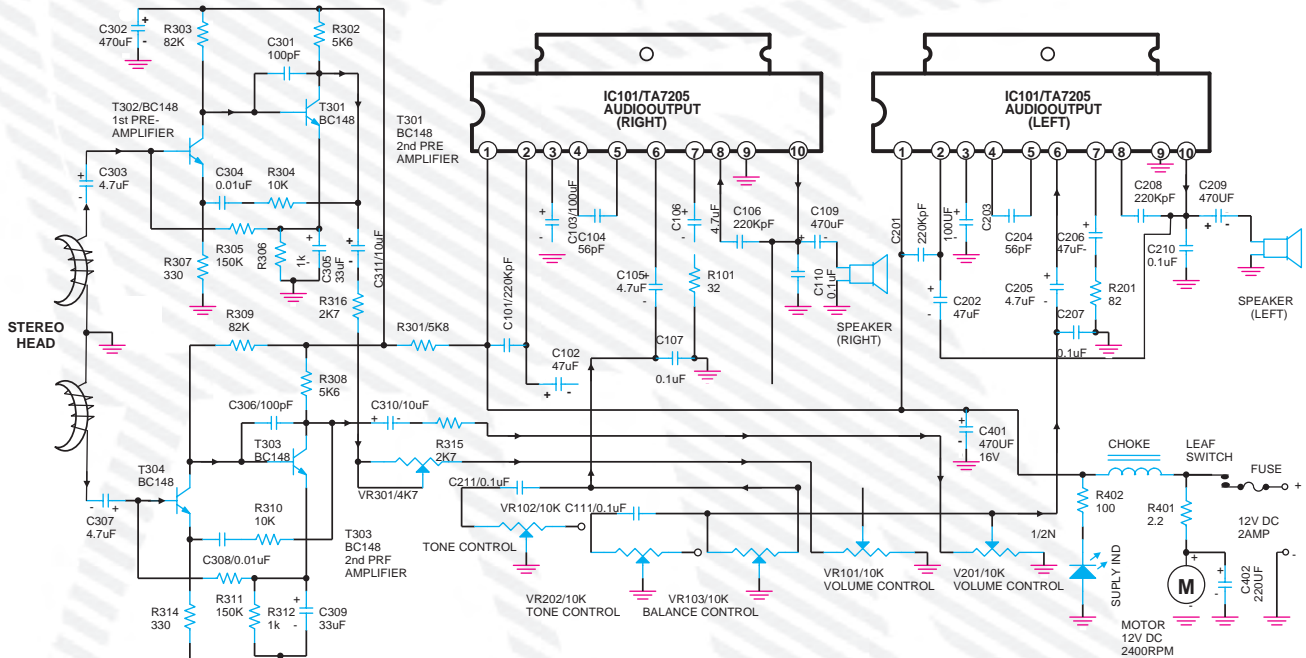 C302
470uF
R303
82K
C301
100pF
R302
5K6
T302/BC148
1st PRE-
AMPLIFIER
T301
BC148
T301
BC148
2nd PRE
AMPLIFIER
C303
4.7uF
C304
0.01uF
R304
10K
R305
150K
R306
1k
C305
33uF
R307
330
C311/10uF
R316
2K7
STEREO
HEAD
R309
82K
R301/5K8
R308
5K6
C306/100pF
T303
BC148
C310/10uF
R315
2K7
VR301/4K7
T304
BC148
C307
4.7uF
R310
10K
C308/0.01uF
T303
BC148
2nd PRF
AMPLIFIER
R314
330
R311
150K
R312
1k
C309
33uF
IC101/TA7205
AUDIOOUTPUT
(RIGHT)
1 2 3 4 5 6 7 8 9 10
C103/100uF
C104
56pF
C105
4.7uF
C106
R101
32
4.7uF
C106
220KpF
C109
470uF
C110
0.1uF
SPEAKER
(RIGHT)
C101/220KpF
C102
47uF
C107
0.1uF
IC101/TA7205
AUDIOOUTPUT
(LEFT)
1 2 3 4 5 6 7 8 9 10
C201
220KpF
100UF
C203
C204
56pF
C202
47uF
C205
4.7uF
C206
47uF
R201
82
C207
0.1uF
C208
220KpF
C209
470UF
C210
0.1uF
SPEAKER
(LEFT)
C401
470UF
16V
CHOKE
LEAF
SWITCH
FUSE
+
R402
100
R401
2.2
12V DC
2AMP
-
SUPLY IND
M
C402
220UF
MOTOR
12V DC
2400RPM
C211/0.1uF
VR102/10K
TONE CONTROL
C111/0.1uF
VR202/10K
TONE CONTROL
VR103/10K
BALANCE CONTROL
VR101/10K
VOLUME CONTROL
V201/10K
VOLUME CONTROL
1/2N